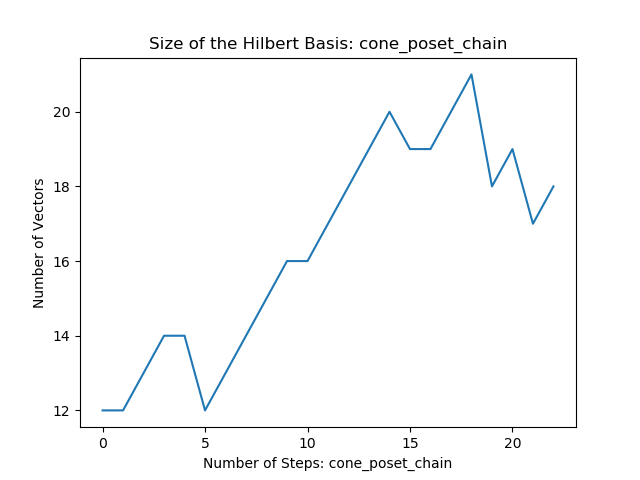 Size of the Hilbert Basis: cone_poset_chain
20
18
16
14
12
Number of Vectors
0 5 10 15 20
Number of Steps: cone_poset_chain